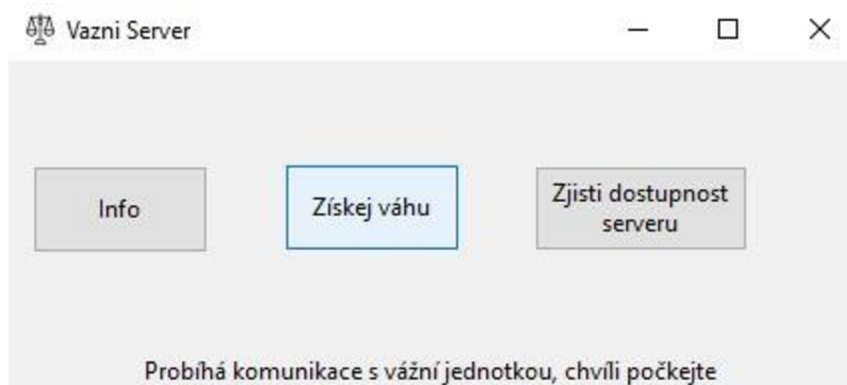 Vazni Server
Info
Získej váhu
Zjisti dostupnost
serveru
Probíhá komunikace s vážní jednotkou, chvíli počkejte